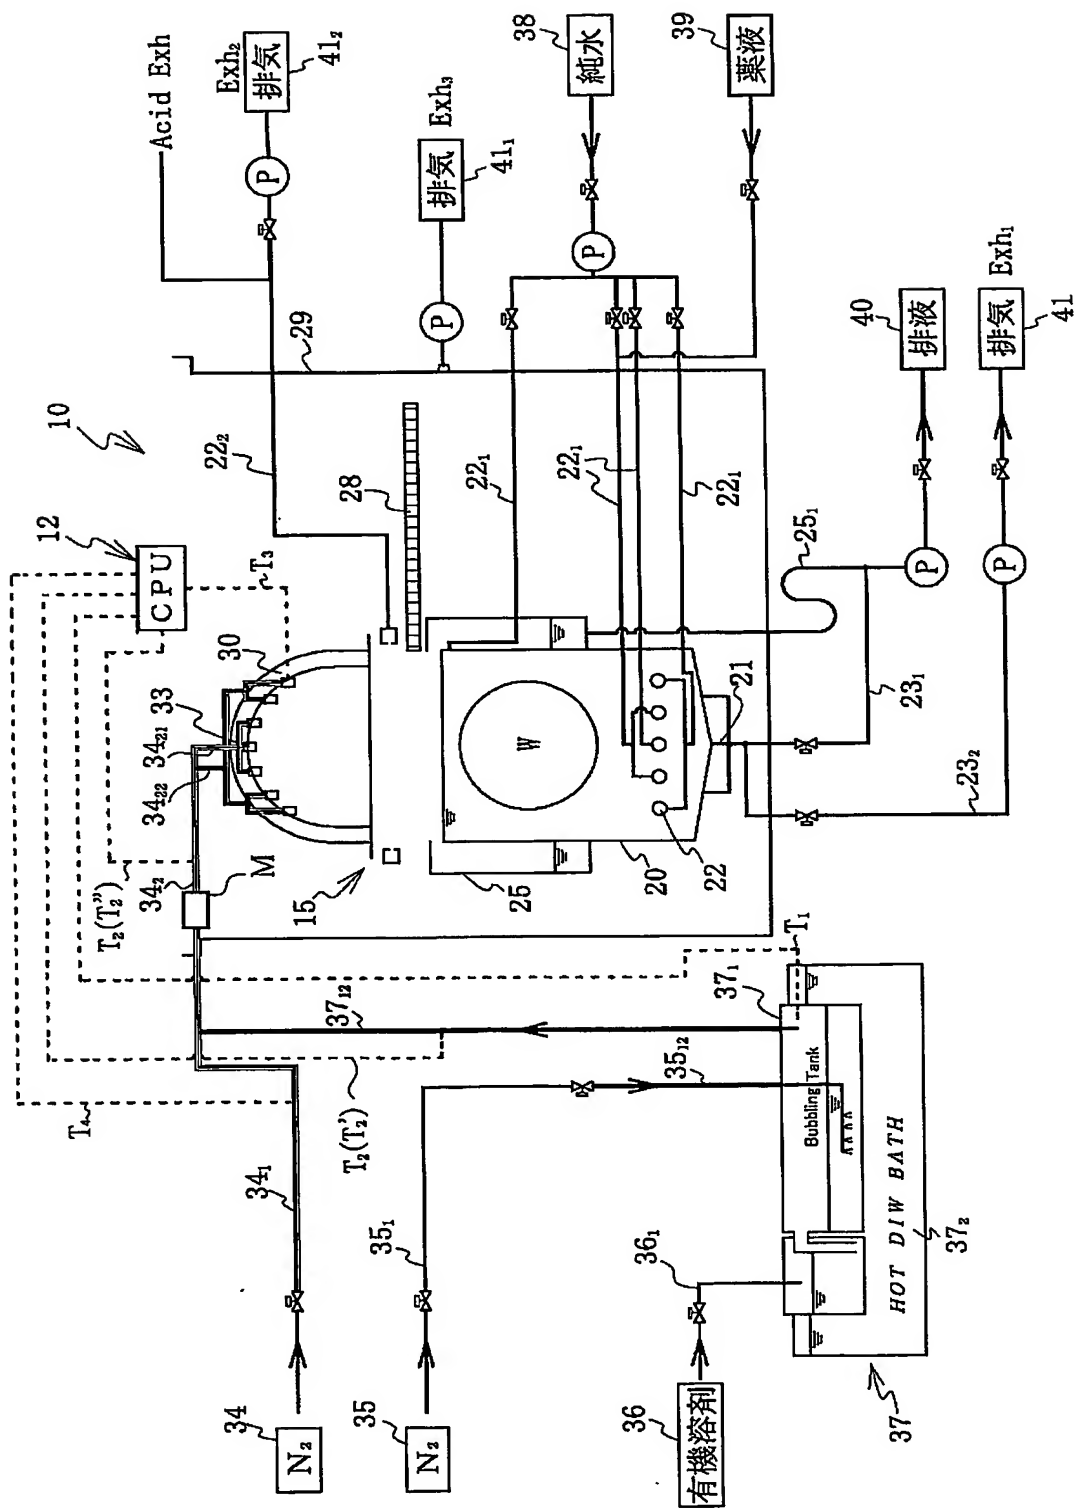 10
12
CPU
Acid Exh
Exh₂
排気
41₂
P
Exh₃
排気
41₁
P
38
純水
P
39
薬液
29
22₂
28
T₃
30
33
34₂₁
34₂₂
34₂
M
T₂(T₂")
15
22₁
22₁
22₁
W
25
20
22
21
25₁
23₁
23₂
P
40
排液
P
Exh₁
排気
41
T₄
T₂(T₂')
37₁₂
37₁
T₁
34₁
34
N₂
35₁
35₁₂
35
N₂
36₁
36
有機溶剤
Bubbling Tank
HOT DIW BATH
37₂
37